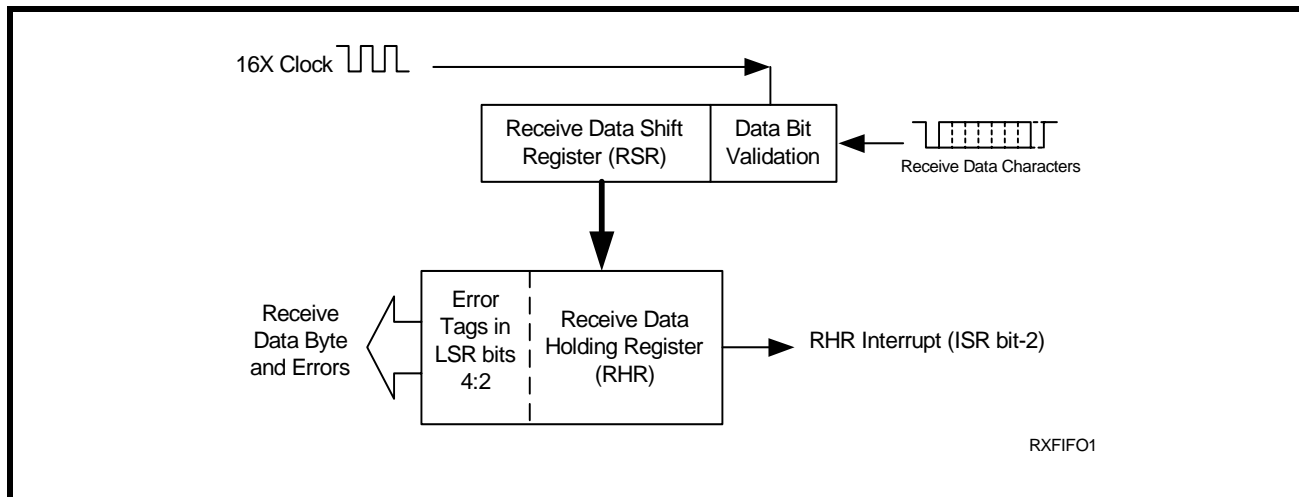 16X Clock
Receive Data Shift
Register (RSR)
Data Bit
Validation
Receive Data Characters
Receive
Data Byte
and Errors
Error
Tags in
LSR bits
4:2
Receive Data
Holding Register
(RHR)
RHR Interrupt (ISR bit-2)
RXFIFO1